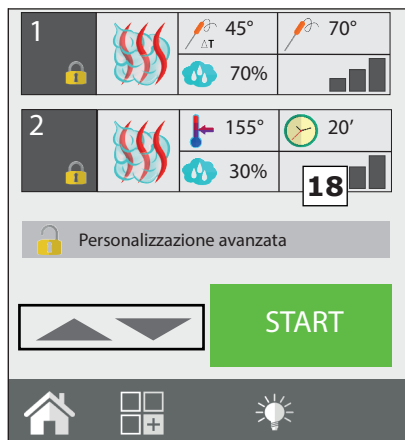 1 45° 70°
ΔT
70%
2 155° 20’
30%
18
Personalizzazione avanzata
START